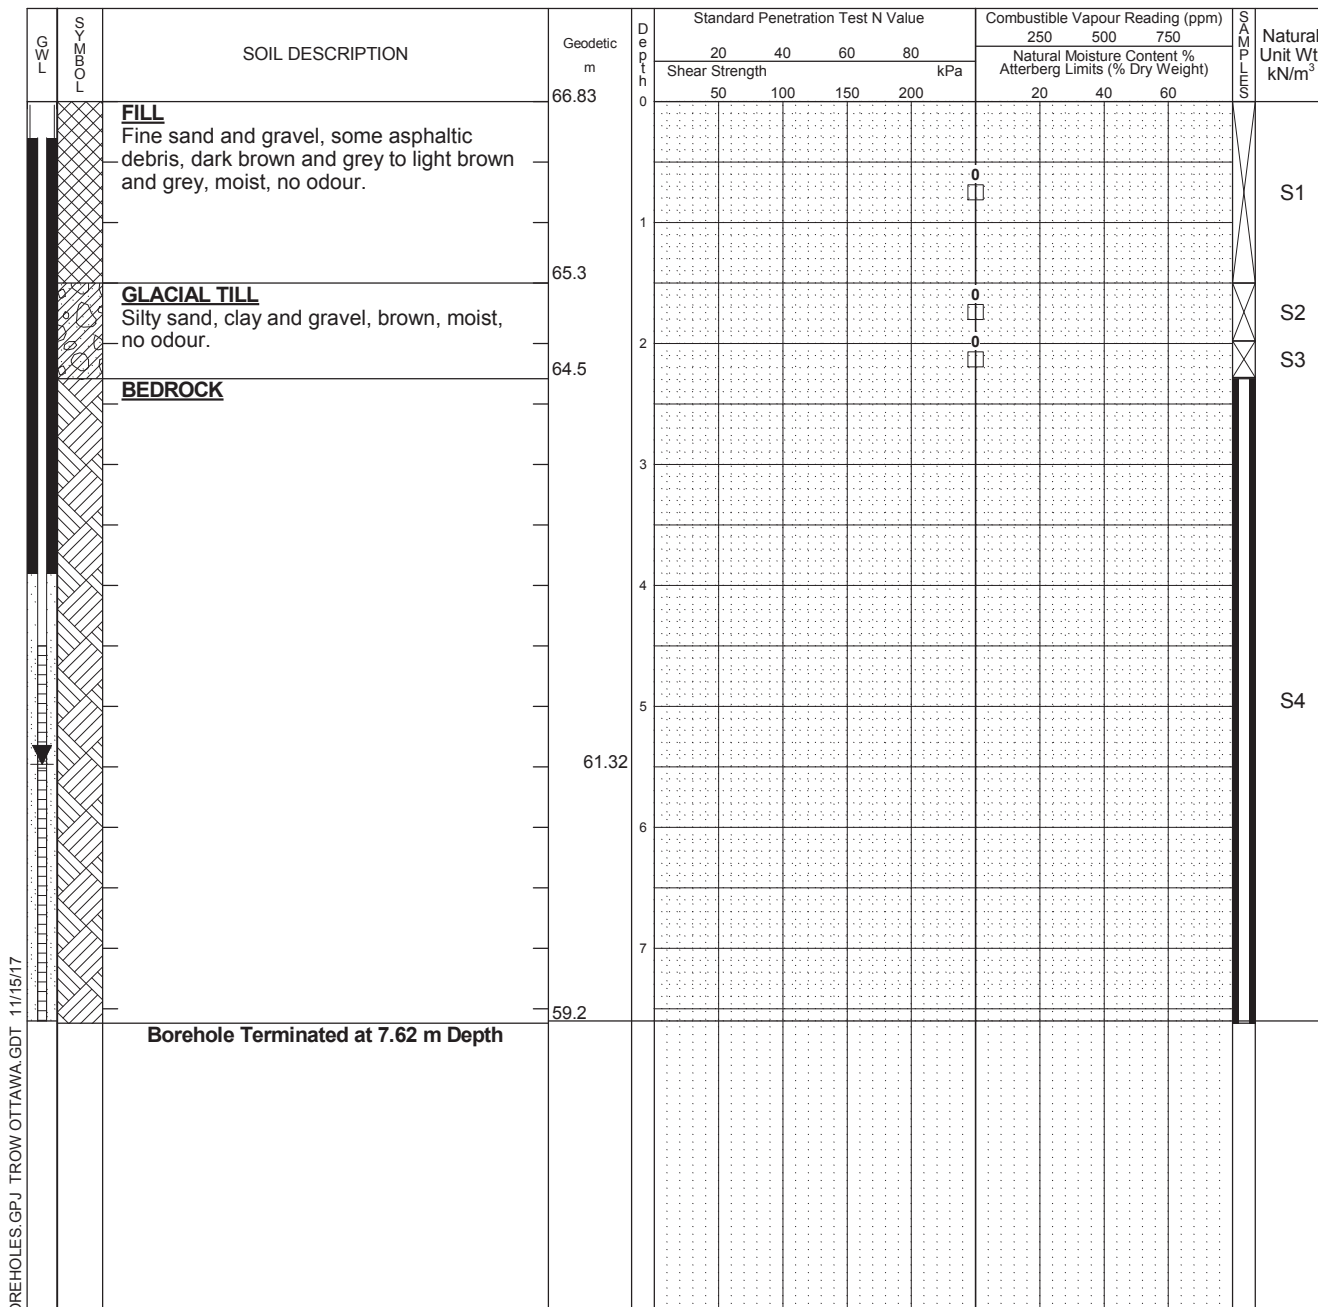 GWL
SYMBOL
SOIL DESCRIPTION
Geodetic
m
66.83
Depth
0
Standard Penetration Test N Value
20 40 60 80
Shear Strength kPa
50 100 150 200
Combustible Vapour Reading (ppm)
250 500 750
Natural Moisture Content %
Atterberg Limits (% Dry Weight)
20 40 60
SAMPLES
Natural
Unit Wt
kN/m³
FILL
Fine sand and gravel, some asphaltic
debris, dark brown and grey to light brown
and grey, moist, no odour.
0
S1
1
65.3
GLACIAL TILL
Silty sand, clay and gravel, brown, moist,
no odour.
0
S2
2
0
S3
64.5
BEDROCK
3
4
5
S4
61.32
6
7
59.2
Borehole Terminated at 7.62 m Depth
OREHOLES.GPJ TROW OTTAWA.GDT 11/15/17